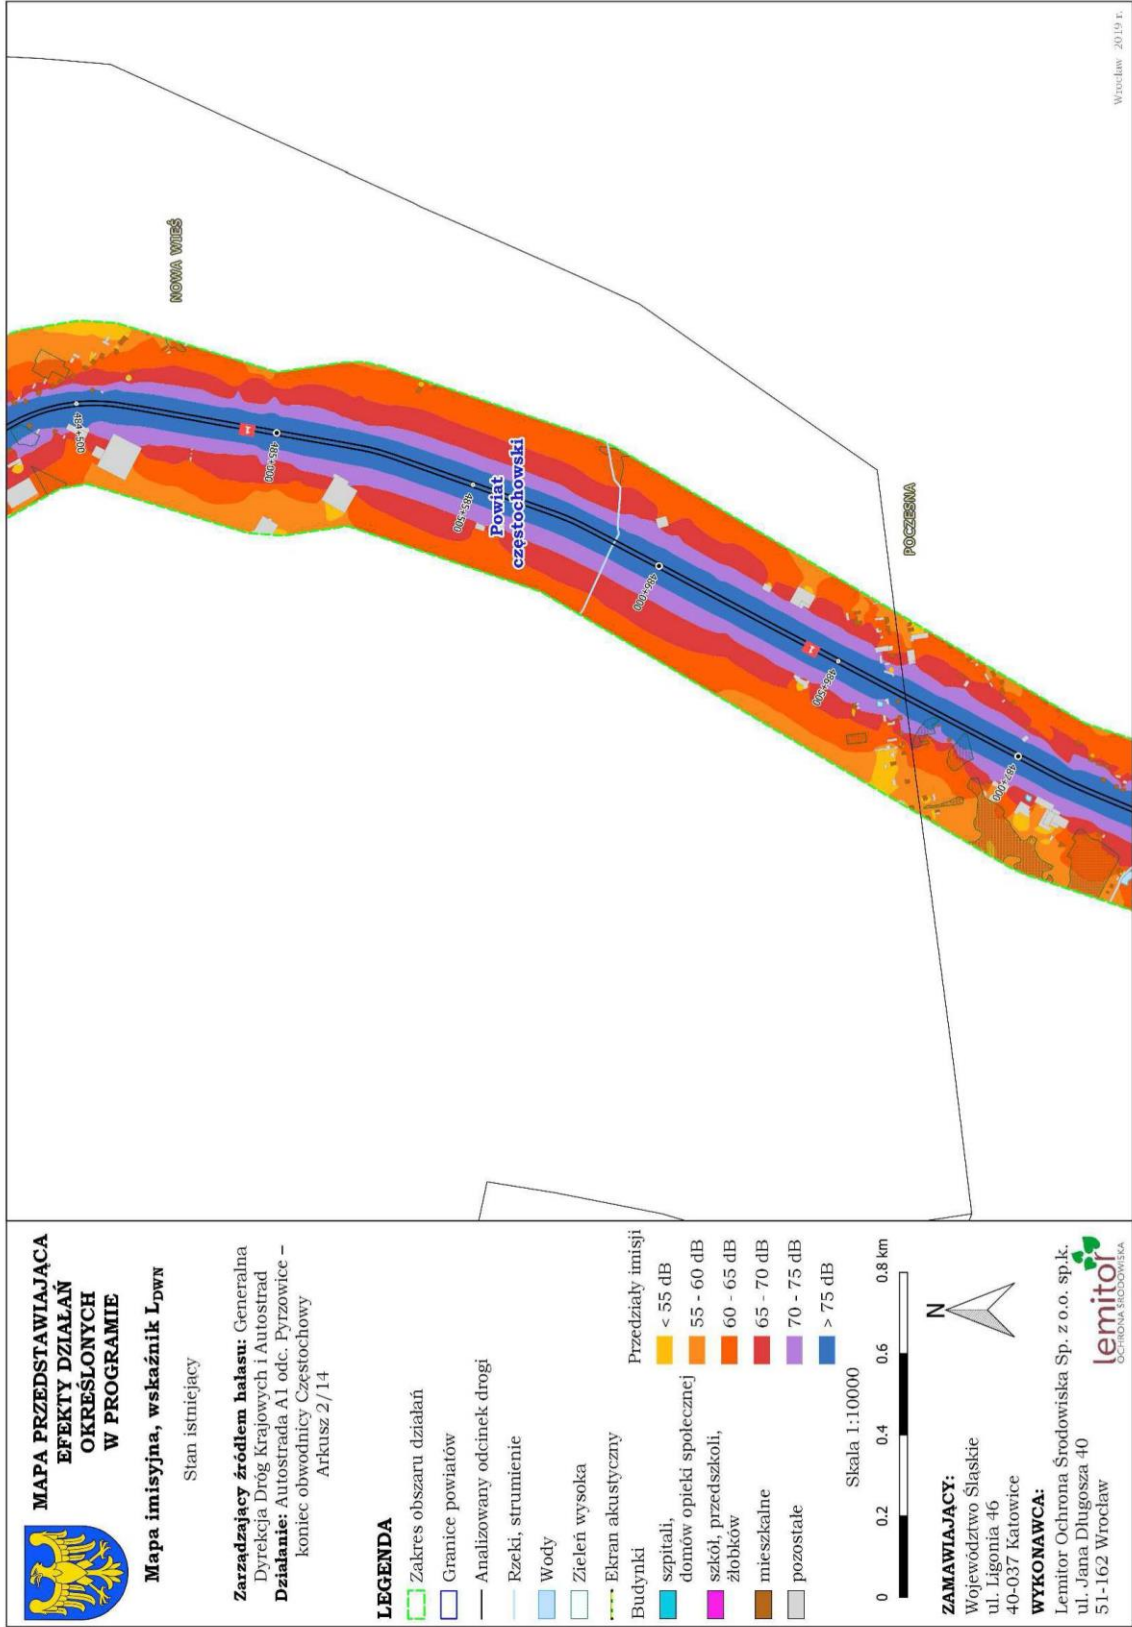 MAPA PRZEDSTAWIAJĄCA
EFEKTY DZIAŁAŃ
OKREŚLONYCH
W PROGRAMIE
Mapa imisyjna, wskaźnik LDWN
Stan istniejący
Zarządzający źródłem hałasu: Generalna
Dyrekcja Dróg Krajowych i Autostrad
Działanie: Autostrada A1 odc. Pyrzowice –
koniec obwodnicy Częstochowy
Arkusz 2/14
LEGENDA
Zakres obszaru działań
Granice powiatów
Analizowany odcinek drogi
Rzeki, strumienie
Wody
Zieleń wysoka
Ekran akustyczny
Budynki
szpitali,
domów opieki społecznej
szkół, przedszkoli,
żłobków
mieszkalne
pozostałe
Przedziały imisji
< 55 dB
55 - 60 dB
60 - 65 dB
65 - 70 dB
70 - 75 dB
> 75 dB
Skala 1:10000
0 0.2 0.4 0.6 0.8 km
N
ZAMAWIAJĄCY:
Województwo Śląskie
ul. Ligonia 46
40-037 Katowice
WYKONAWCA:
Lemitor Ochrona Środowiska Sp. z o.o. sp.k.
ul. Jana Długosza 40
51-162 Wrocław
lemitor
OCHRONA ŚRODOWISKA
NOWA WIEŚ
484+500
1
485+000
485+500
Powiat
częstochowski
486+000
1
486+500
POCZESNA
487+000
Wrocław 2019 r.